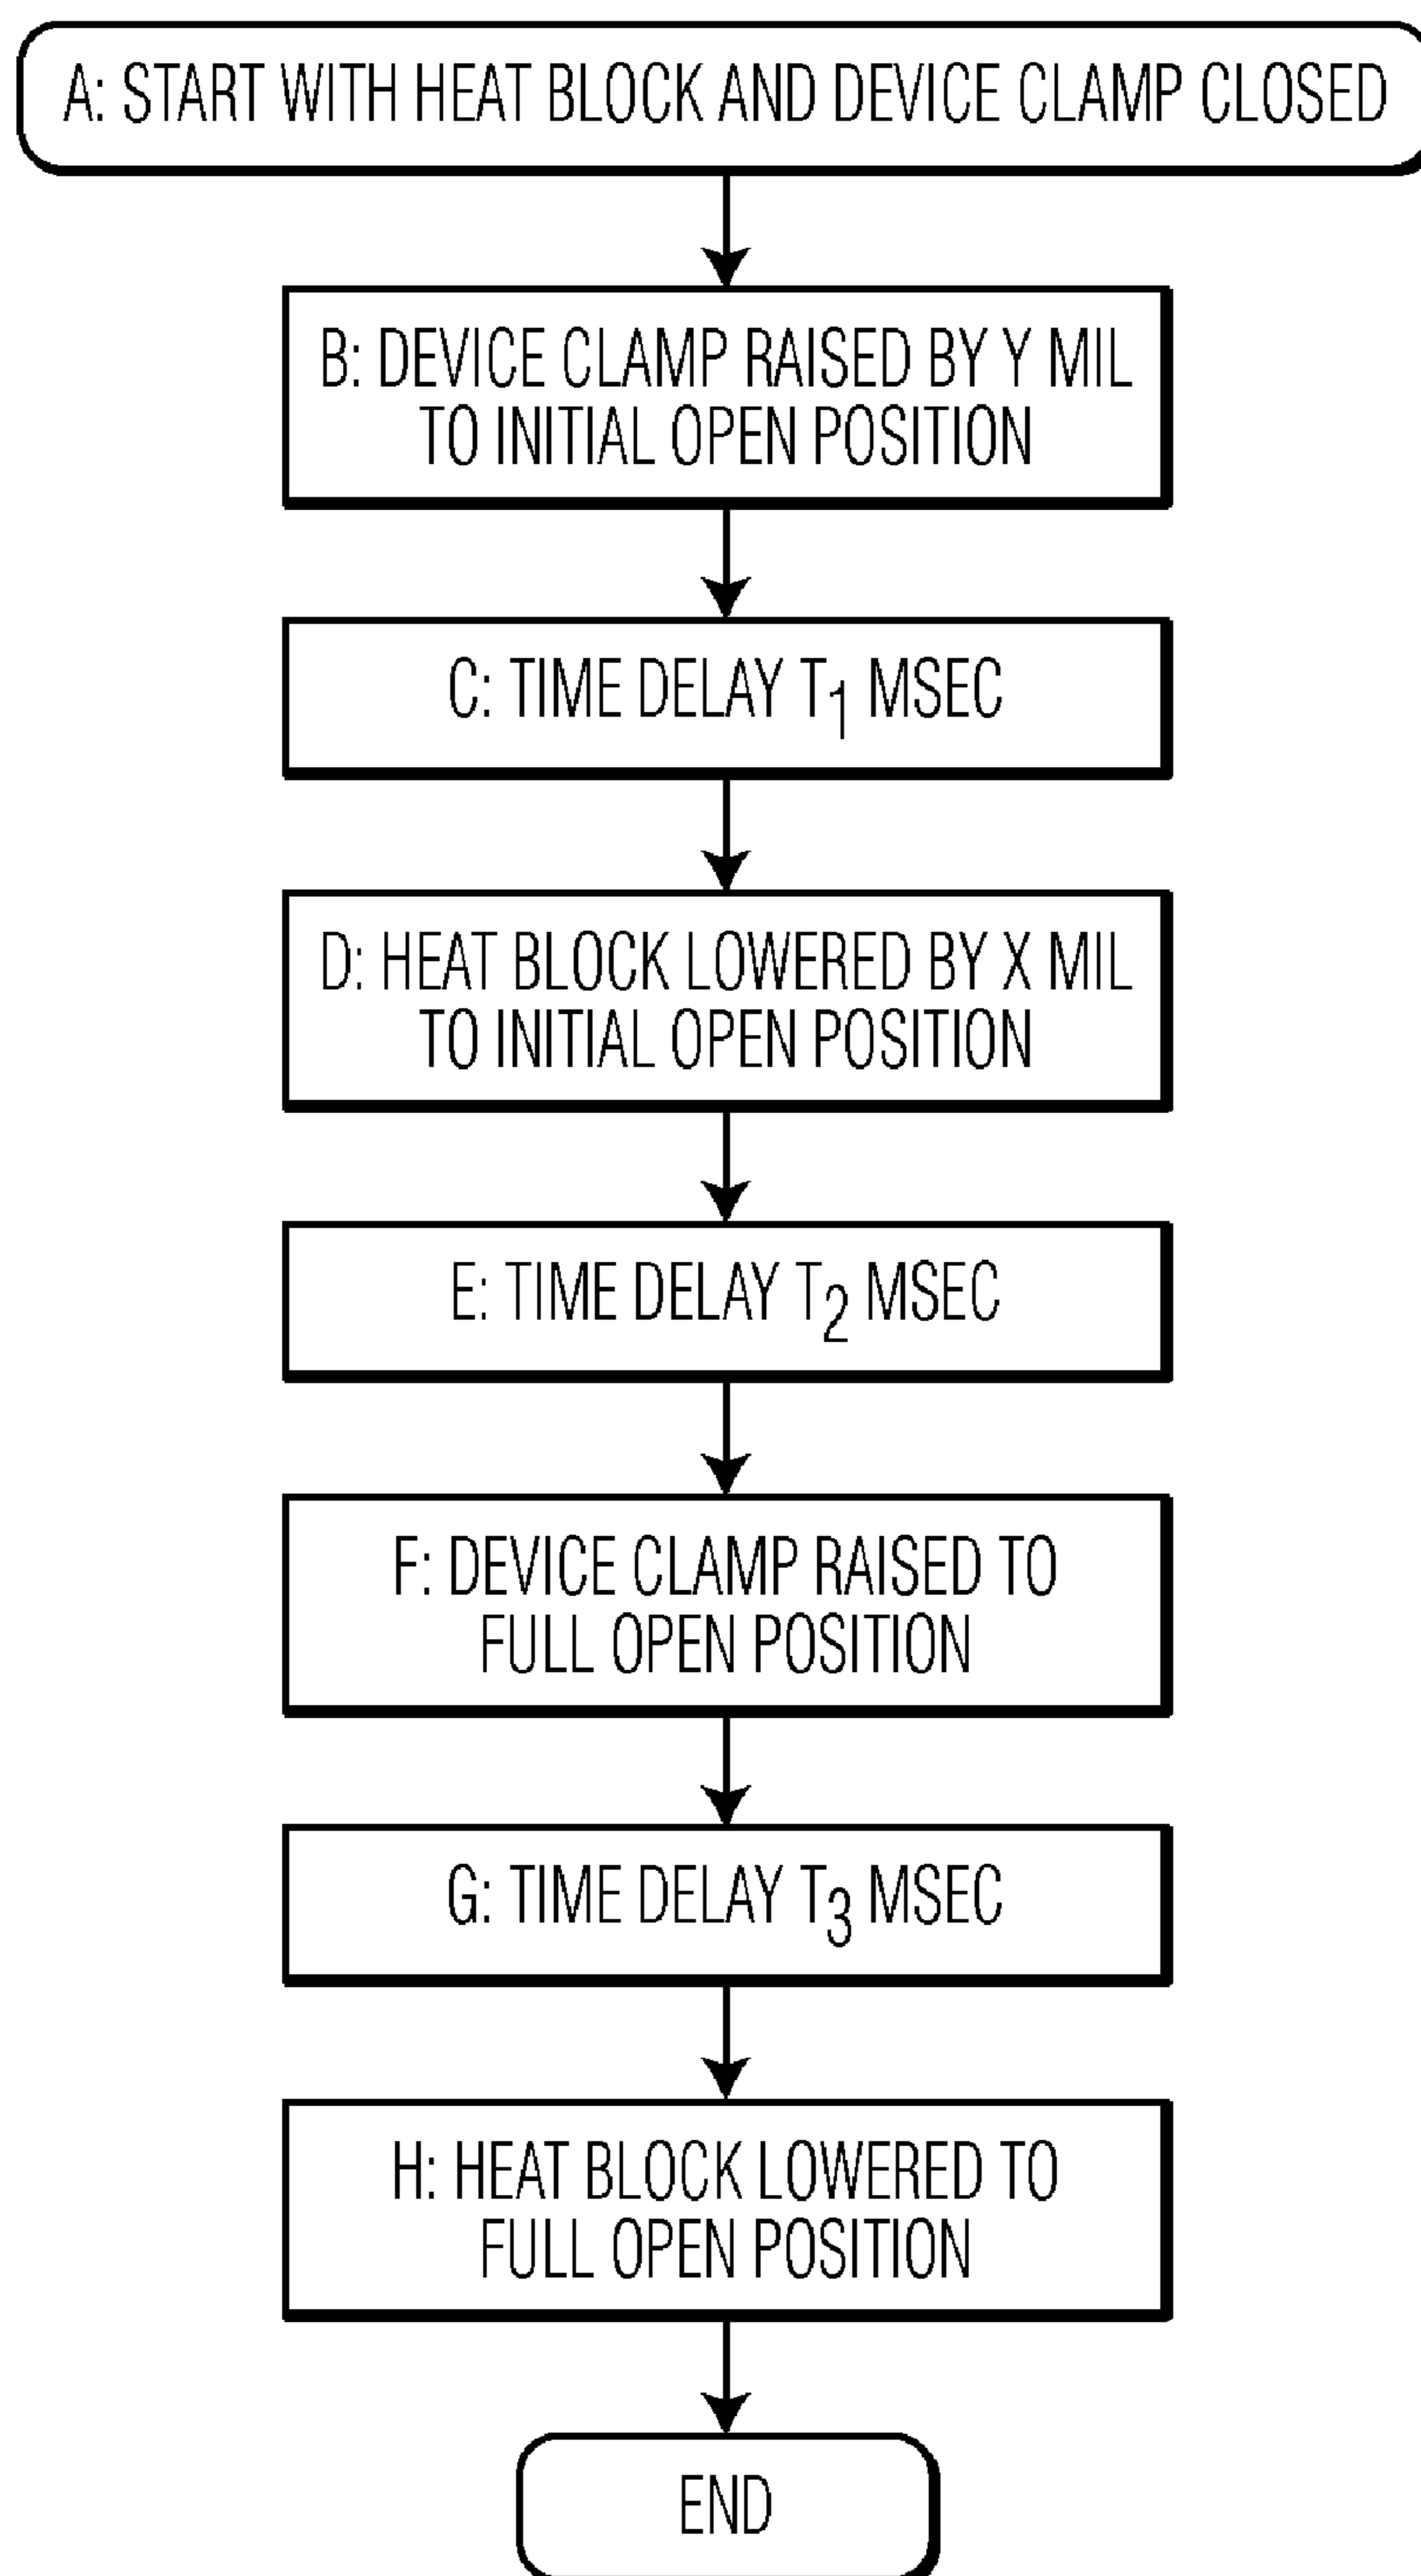 A: START WITH HEAT BLOCK AND DEVICE CLAMP CLOSED
B: DEVICE CLAMP RAISED BY Y MIL
TO INITIAL OPEN POSITION
C: TIME DELAY T1 MSEC
D: HEAT BLOCK LOWERED BY X MIL
TO INITIAL OPEN POSITION
E: TIME DELAY T2 MSEC
F: DEVICE CLAMP RAISED TO
FULL OPEN POSITION
G: TIME DELAY T3 MSEC
H: HEAT BLOCK LOWERED TO
FULL OPEN POSITION
END